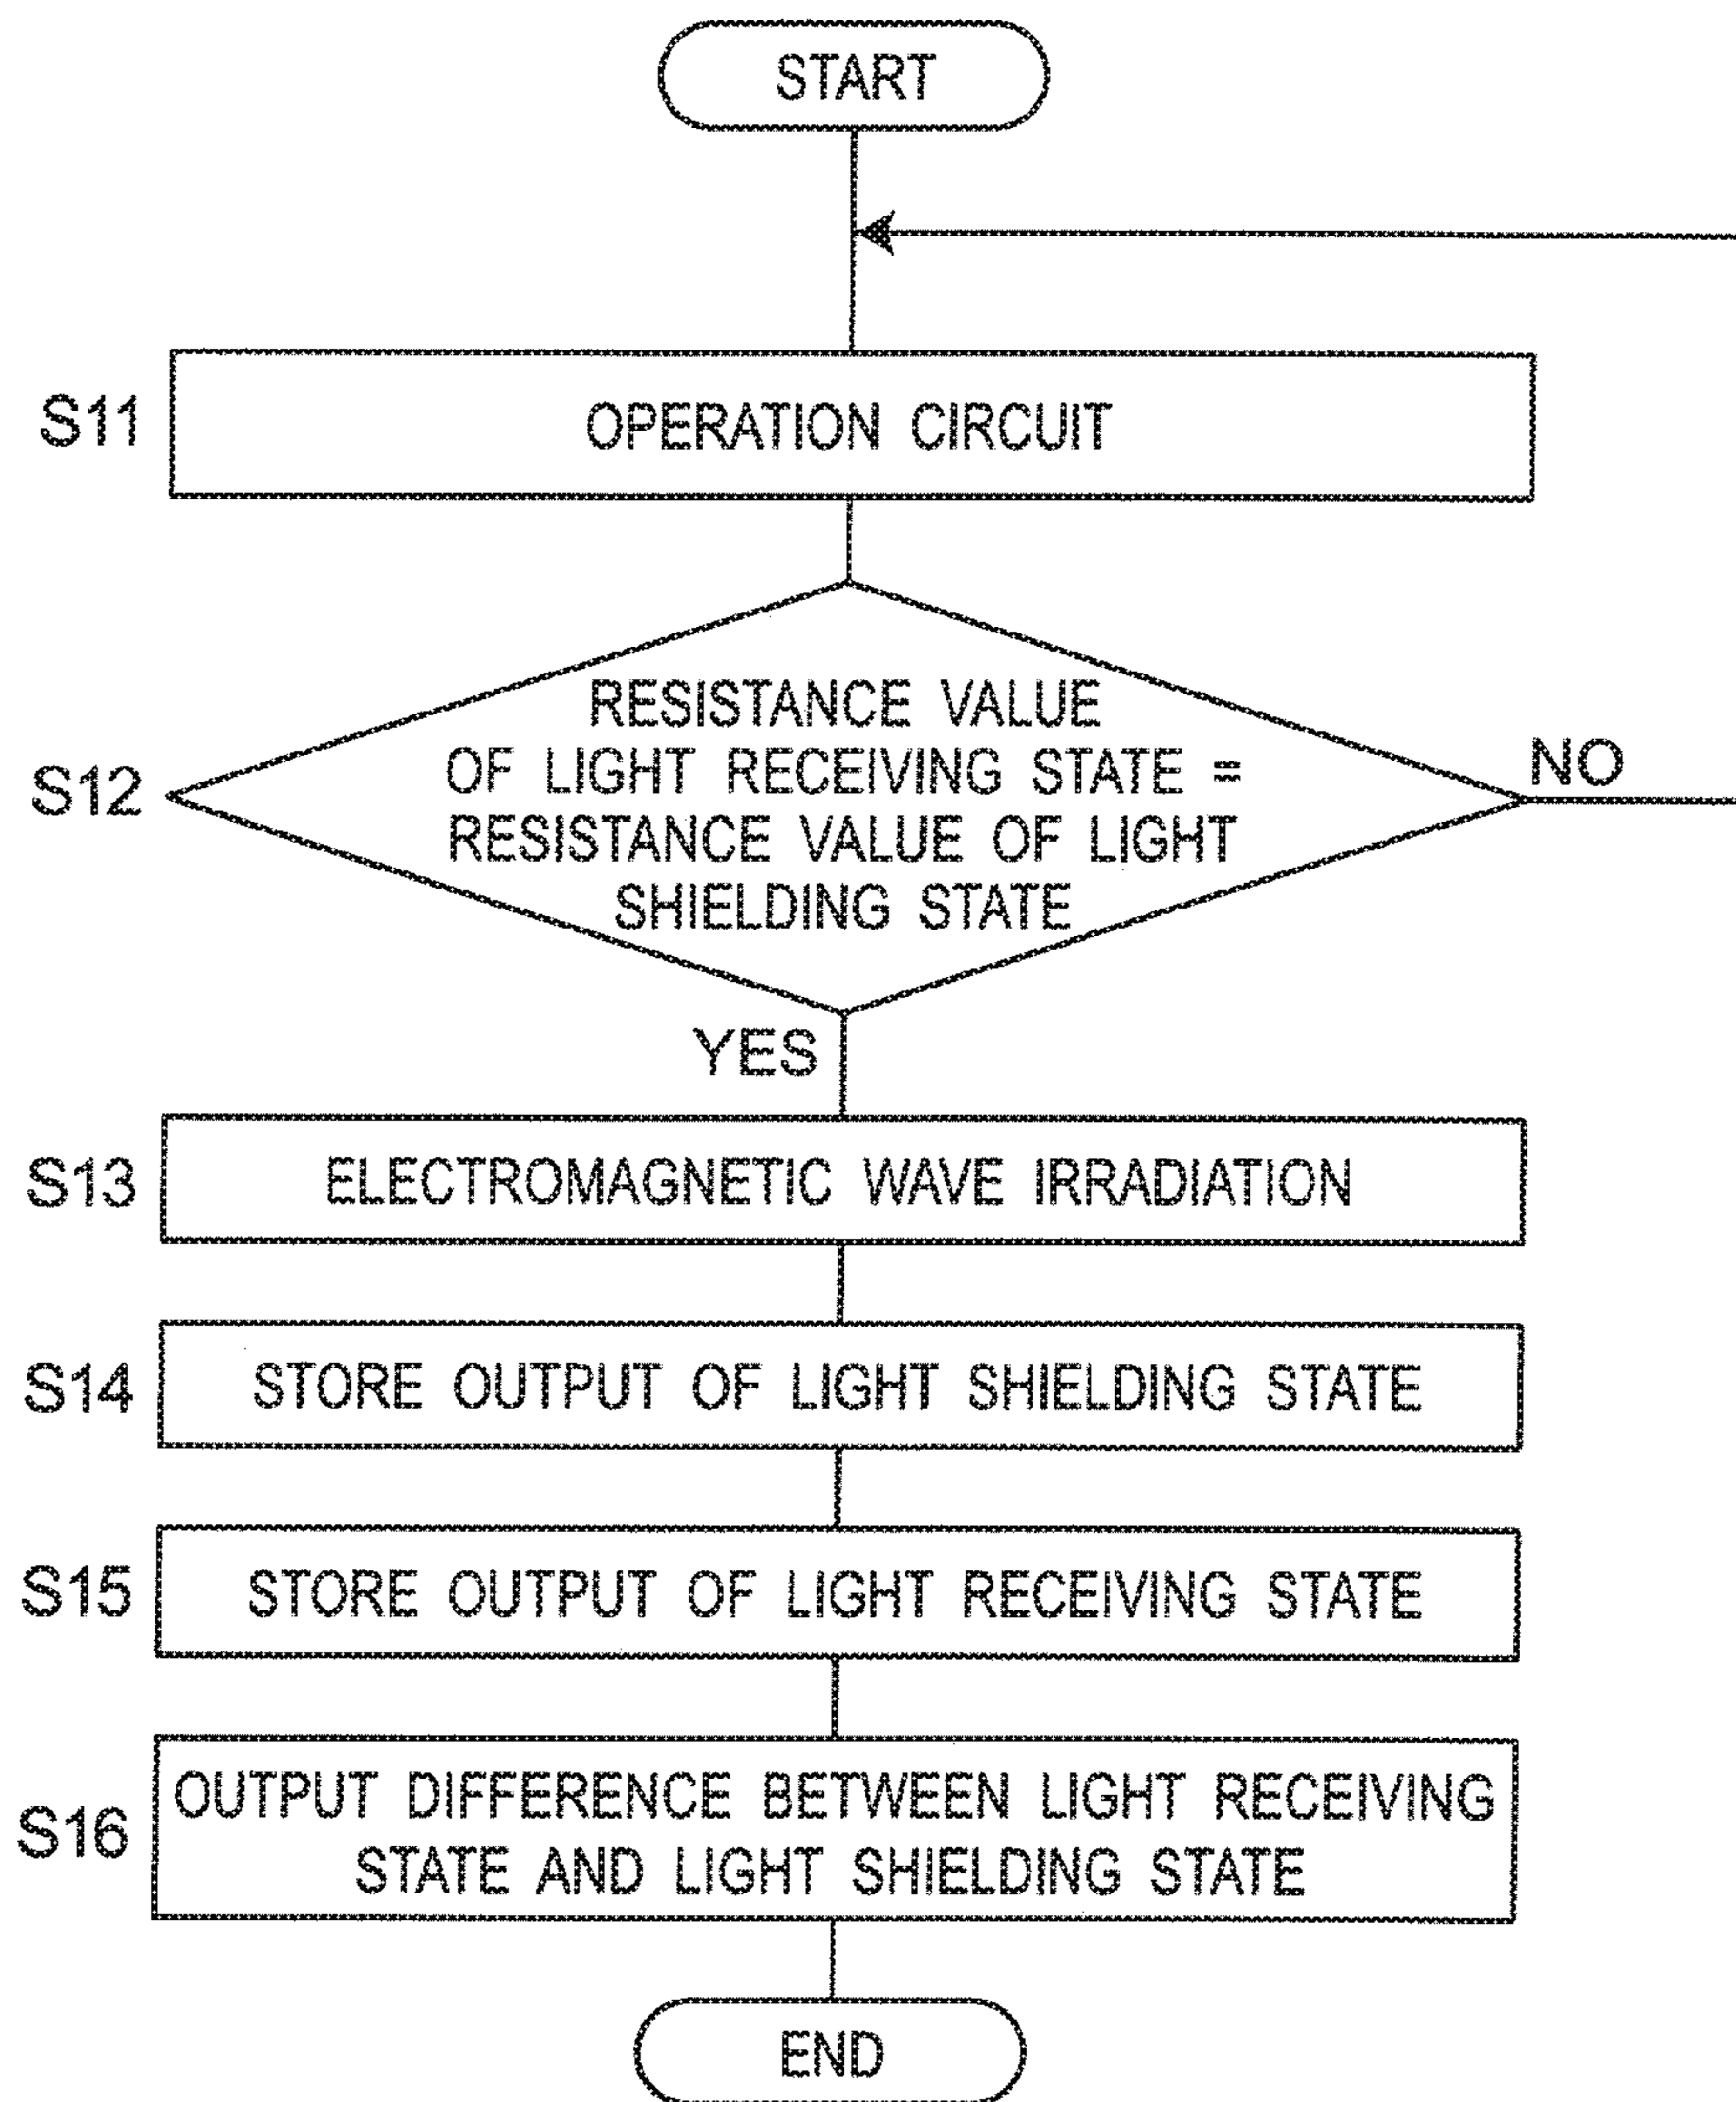 START
S11
OPERATION CIRCUIT
S12
RESISTANCE VALUE
OF LIGHT RECEIVING STATE =
RESISTANCE VALUE OF LIGHT
SHIELDING STATE
NO
YES
S13
ELECTROMAGNETIC WAVE IRRADIATION
S14
STORE OUTPUT OF LIGHT SHIELDING STATE
S15
STORE OUTPUT OF LIGHT RECEIVING STATE
S16
OUTPUT DIFFERENCE BETWEEN LIGHT RECEIVING
STATE AND LIGHT SHIELDING STATE
END